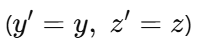 (y′ = y, z′ = z)